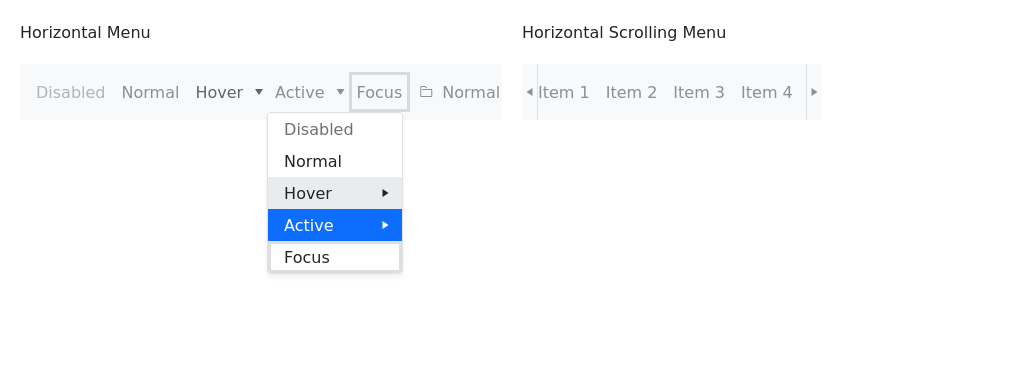 Horizontal Menu
Disabled Normal Hover Active Focus Normal
Disabled
Normal
Hover
Active
Focus
Horizontal Scrolling Menu
Item 1 Item 2 Item 3 Item 4